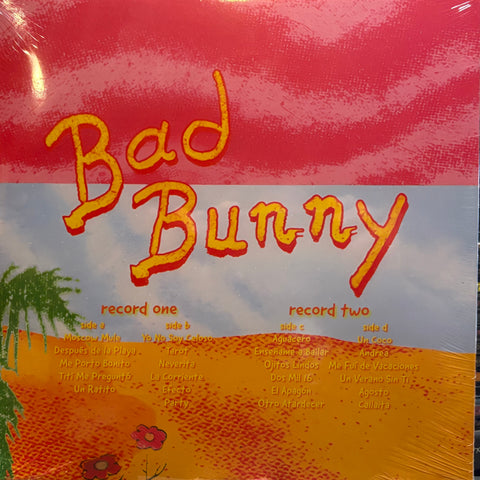 Bad
Bunny
record one
side a
Moscow Mule
Después de la Playa
Me Porto Bonito
Tití Me Preguntó
Un Ratito
side b
Yo No Soy Celoso
Tarot
Neverita
La Corriente
Efecto
Party
record two
side c
Aguacero
Enséñame a Bailar
Ojitos Lindos
Dos Mil 16
El Apagón
Otro Atardecer
side d
Un Coco
Andrea
Me Fui de Vacaciones
Un Verano Sin Ti
Agosto
Callaita